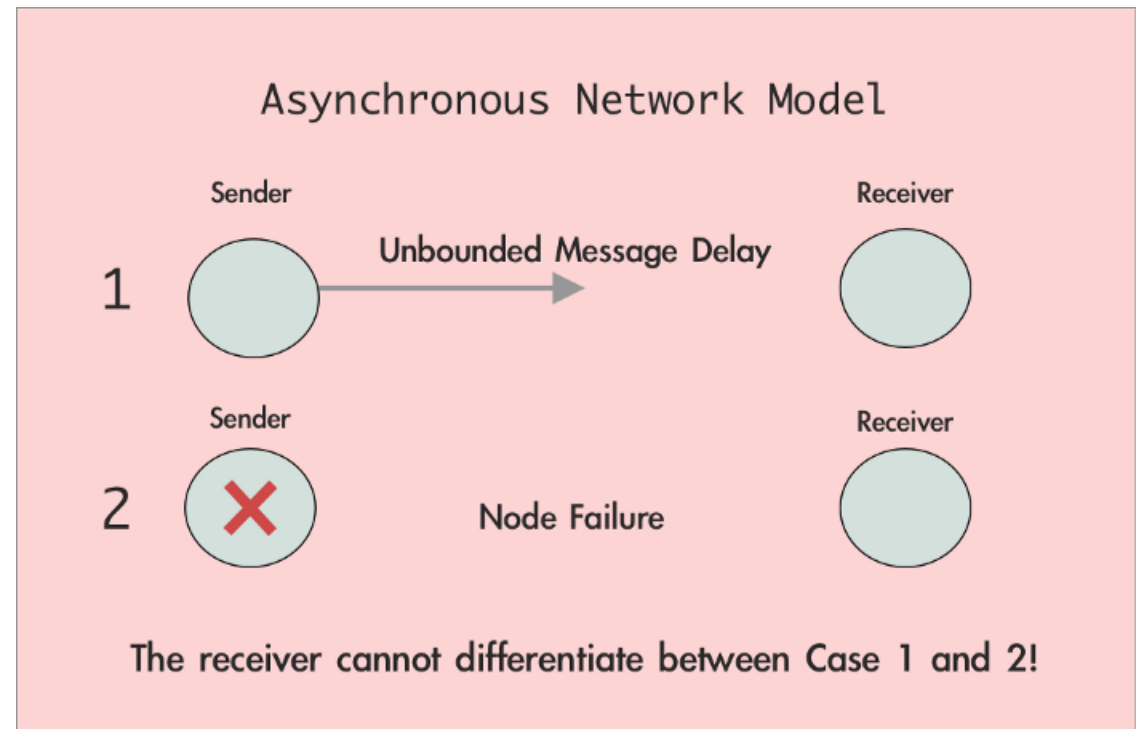 Asynchronous Network Model
Sender
Receiver
Unbounded Message Delay
1
Sender
Receiver
2
Node Failure
The receiver cannot differentiate between Case 1 and 2!